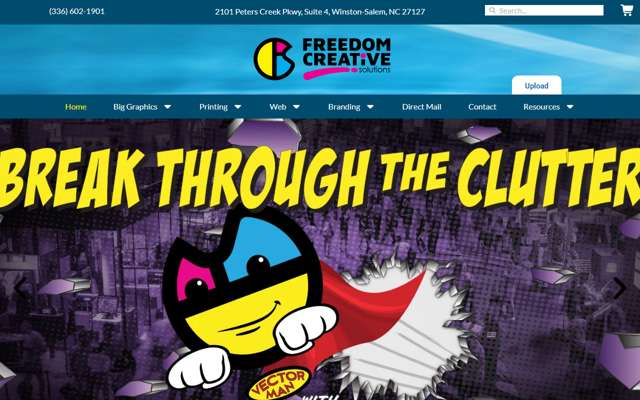 (336) 602-1901
2101 Peters Creek Pkwy, Suite 4, Winston-Salem, NC 27127
Search...
FREEDOM
CREATIVE
solutions
Upload
Home
Big Graphics
Printing
Web
Branding
Direct Mail
Contact
Resources
BREAK THROUGH THE CLUTTER
VECTOR
MAN
WITH